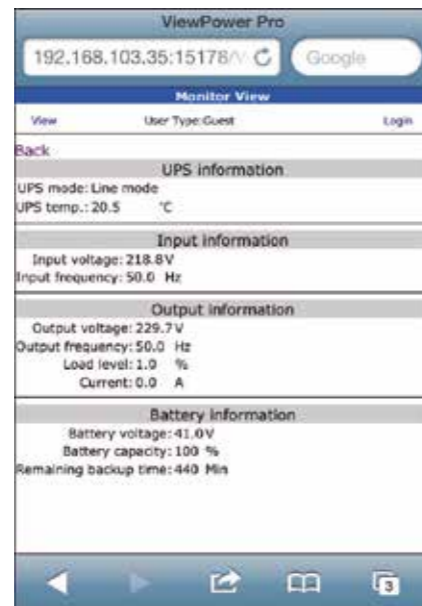 ViewPower Pro
192.168.103.35:15178/ Google
Monitor View
View User Type:Guest Login
Back
UPS information
UPS mode: Line mode
UPS temp.: 20.5 °C
Input information
Input voltage: 218.8V
Input frequency: 50.0 Hz
Output information
Output voltage: 229.7V
Output frequency: 50.0 Hz
Load level: 1.0 %
Current: 0.0 A
Battery information
Battery voltage: 41.0V
Battery capacity: 100 %
Remaining backup time: 440 Min
3